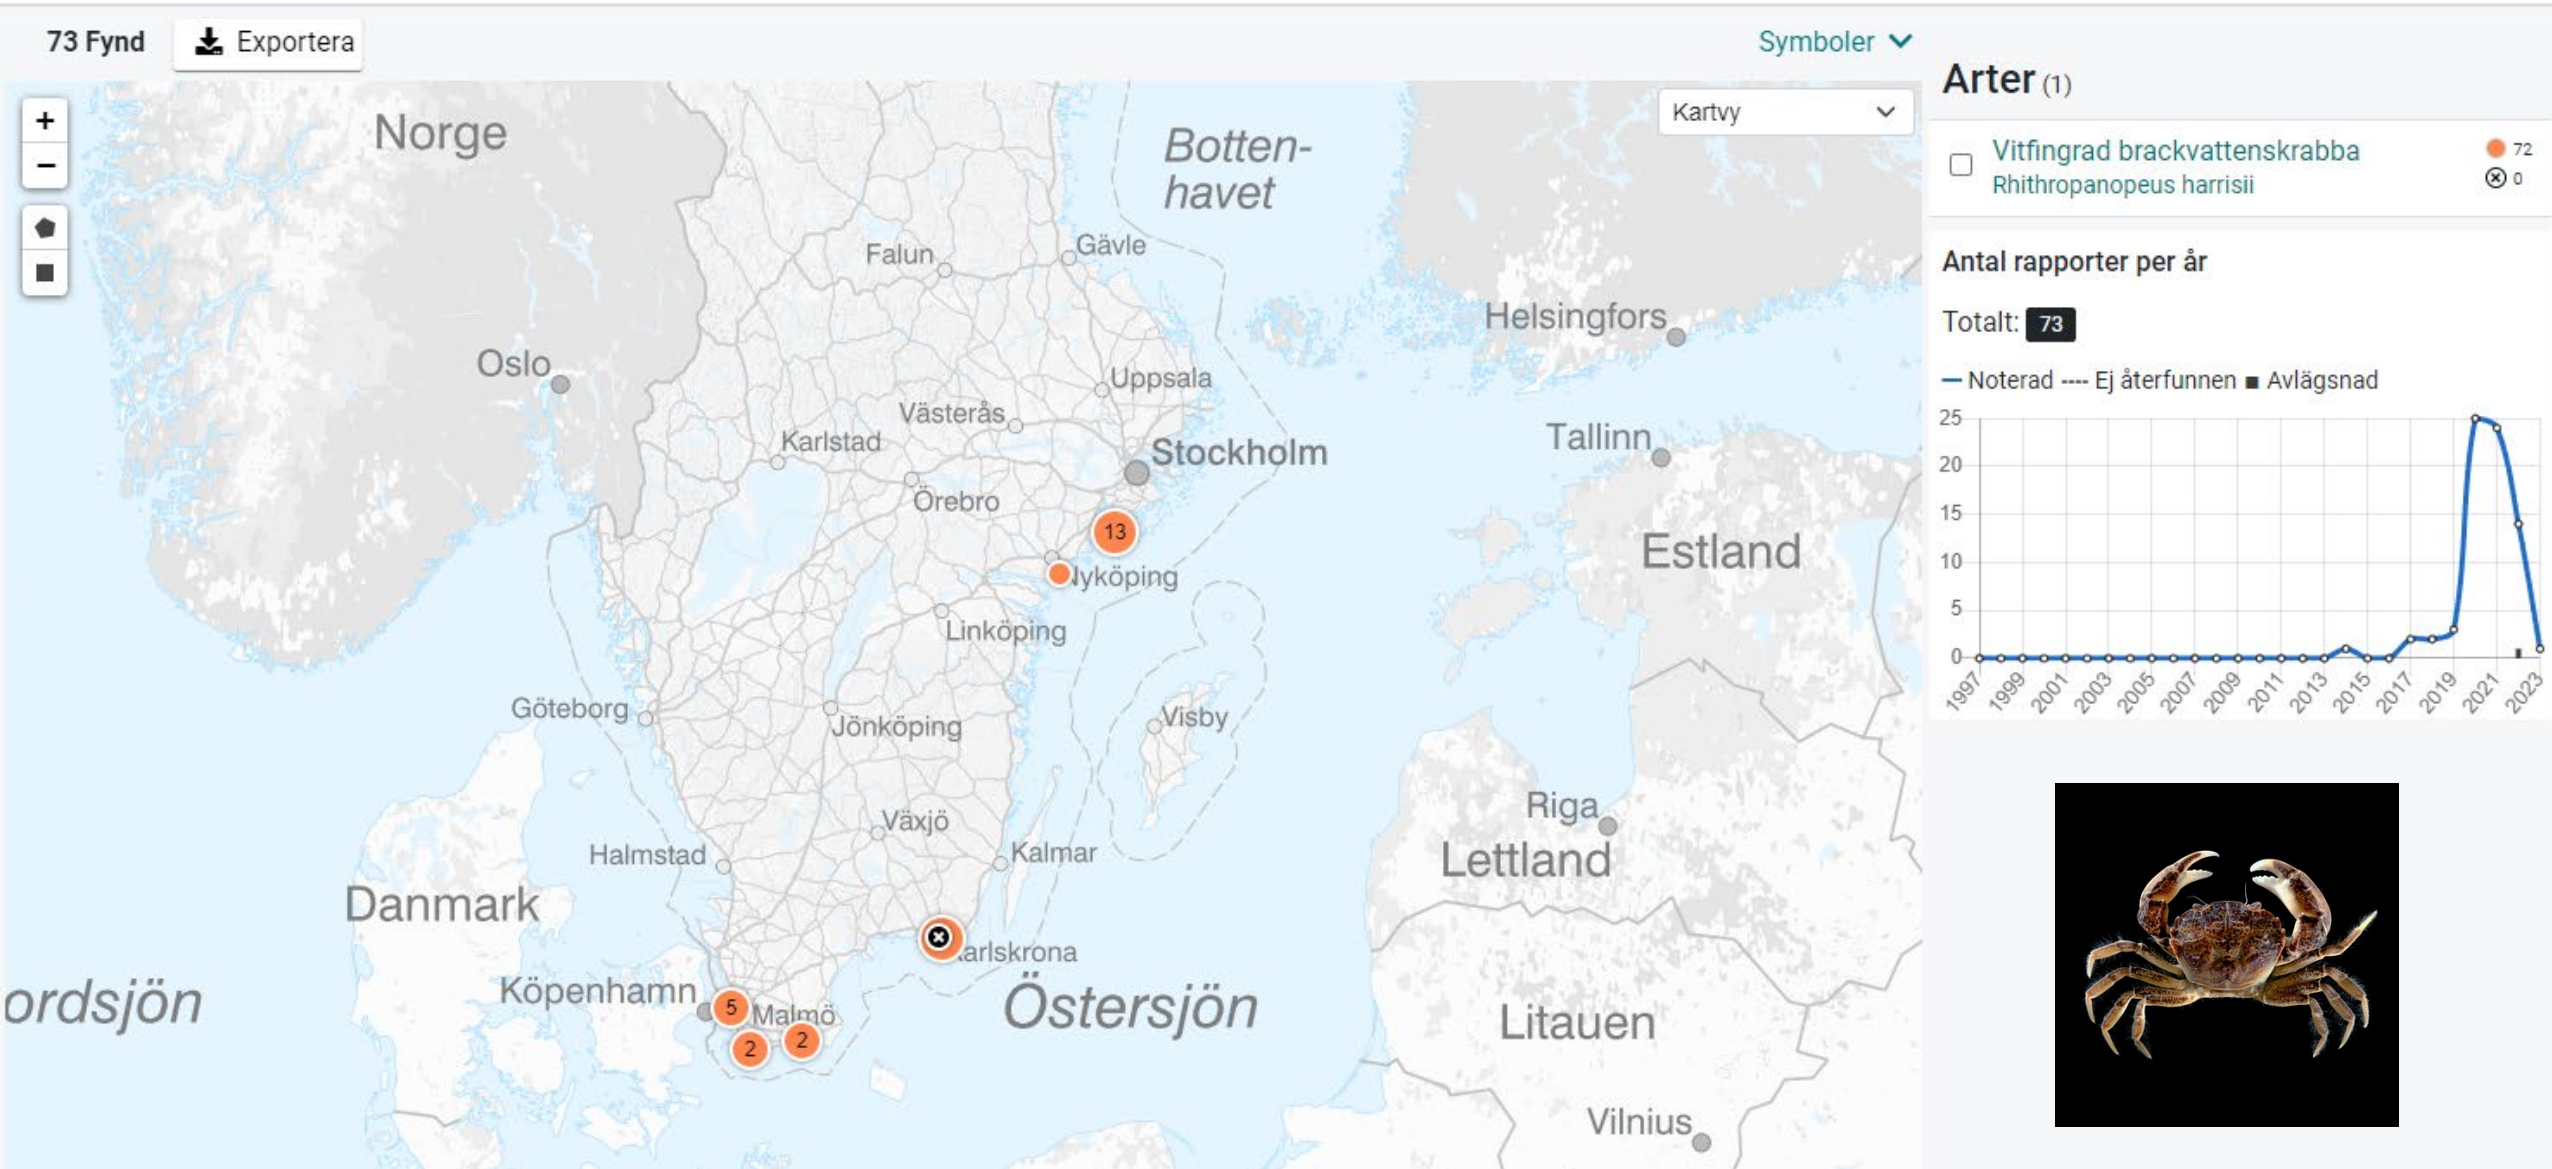 73 Fynd
Exportera
Symboler
+
−
Kartvy
Norge
Botten-
havet
Falun
Gävle
Helsingfors
Oslo
Uppsala
Västerås
Karlstad
Stockholm
Tallinn
Örebro
13
Estland
yköping
Linköping
Göteborg
Jönköping
Visby
Växjö
Riga
Halmstad
Kalmar
Lettland
Danmark
arlskrona
Köpenhamn
5
Malmö
ordsjön
Östersjön
Litauen
2
2
Vilnius
Arter (1)
Vitfingrad brackvattenskrabba
72
Rhithropanopeus harrisii
0
Antal rapporter per år
Totalt: 73
Noterad ---- Ej återfunnen ■ Avlägsnad
25
20
15
10
5
0
1997 1999 2001 2003 2005 2007 2009 2011 2013 2015 2017 2019 2021 2023